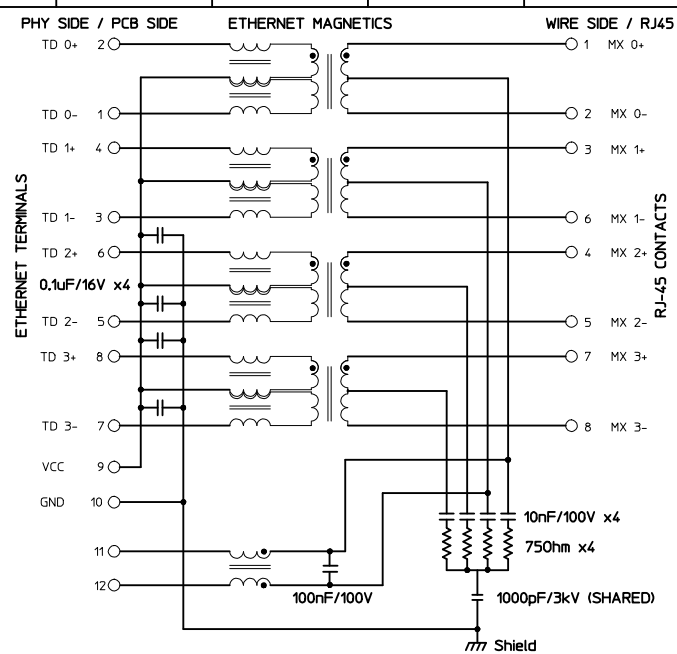 PHY SIDE / PCB SIDE ETHERNET MAGNETICS WIRE SIDE / RJ45
TD 0+ 2 1 MX 0+
TD 0- 1 2 MX 0-
TD 1+ 4 3 MX 1+
TD 1- 3 6 MX 1-
TD 2+ 6 4 MX 2+
0.1uF/16V x4
TD 2- 5 5 MX 2-
TD 3+ 8 7 MX 3+
TD 3- 7 8 MX 3-
ETHERNET TERMINALS
RJ-45 CONTACTS
VCC 9
GND 10
10nF/100V x4
11
75Ohm x4
12
100nF/100V
1000pF/3kV (SHARED)
Shield